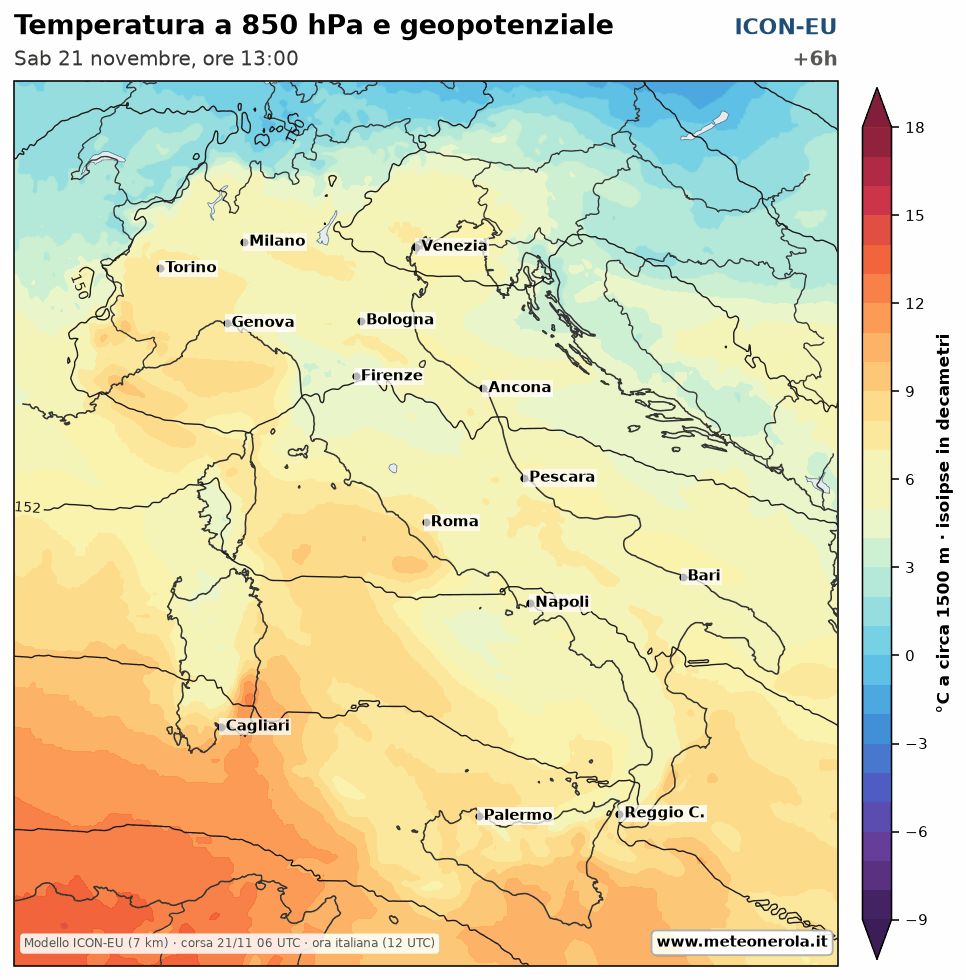 Temperatura a 850 hPa e geopotenziale
ICON-EU
Sab 21 novembre, ore 13:00
+6h
150
Milano
Venezia
Torino
150
Genova
Bologna
Firenze
Ancona
Pescara
152
Roma
Bari
Napoli
Cagliari
Palermo
Reggio C.
Modello ICON-EU (7 km) · corsa 21/11 06 UTC · ora italiana (12 UTC)
www.meteonerola.it
18
15
12
9
6
3
0
−3
−6
−9
°C a circa 1500 m · isoipse in decametri